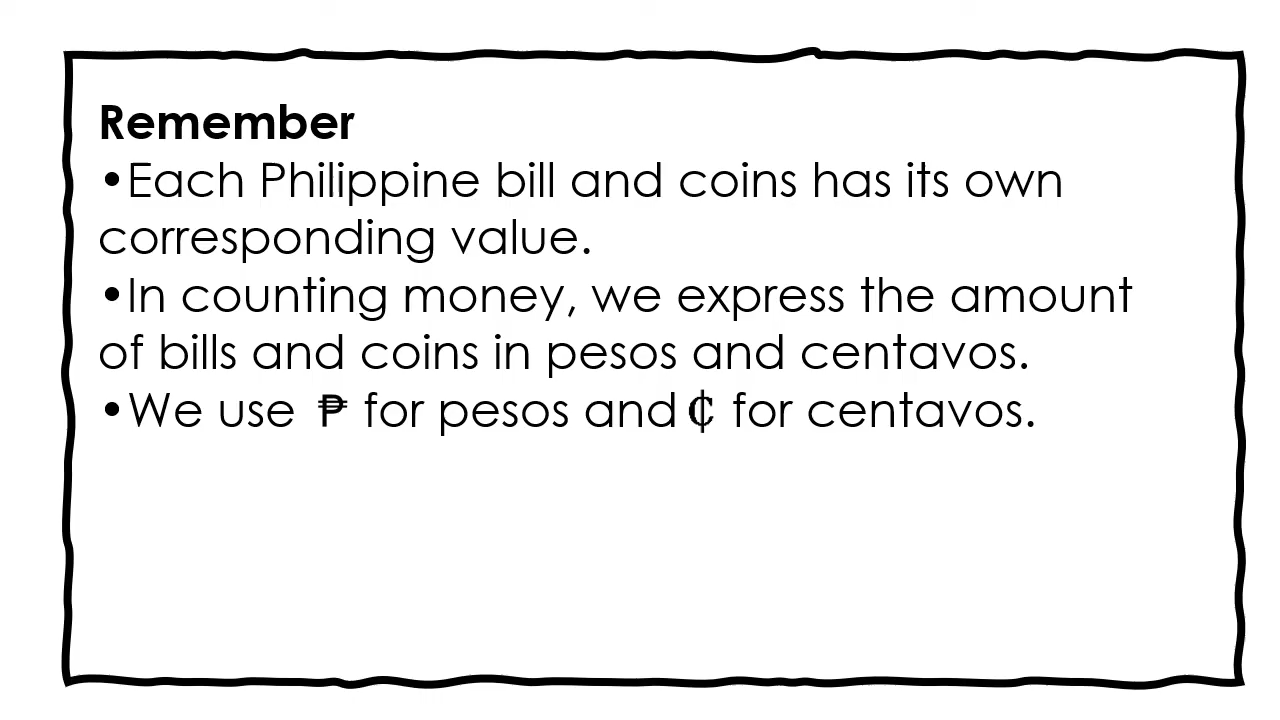 Remember
•Each Philippine bill and coins has its own
corresponding value.
•In counting money, we express the amount
of bills and coins in pesos and centavos.
•We use ₱ for pesos and ₵ for centavos.